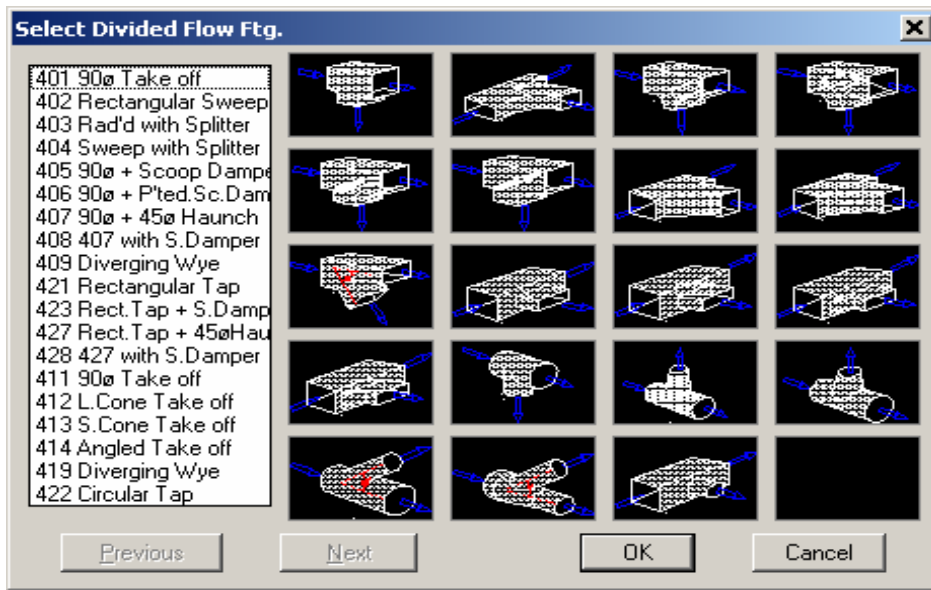 Select Divided Flow Ftg.
401 90ø Take off
402 Rectangular Sweep
403 Rad'd with Splitter
404 Sweep with Splitter
405 90ø + Scoop Dampe
406 90ø + P'ted.Sc.Dam
407 90ø + 45ø Haunch
408 407 with S.Damper
409 Diverging Wye
421 Rectangular Tap
423 Rect.Tap + S.Damp
427 Rect.Tap + 45øHau
428 427 with S.Damper
411 90ø Take off
412 L.Cone Take off
413 S.Cone Take off
414 Angled Take off
419 Diverging Wye
422 Circular Tap
Previous Next OK Cancel